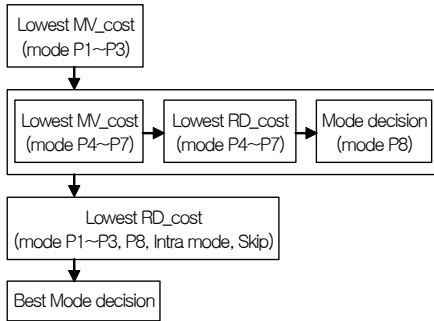 Lowest MV_cost
(mode P1~P3)
Lowest MV_cost
(mode P4~P7)
Lowest RD_cost
(mode P4~P7)
Mode decision
(mode P8)
Lowest RD_cost
(mode P1~P3, P8, Intra mode, Skip)
Best Mode decision